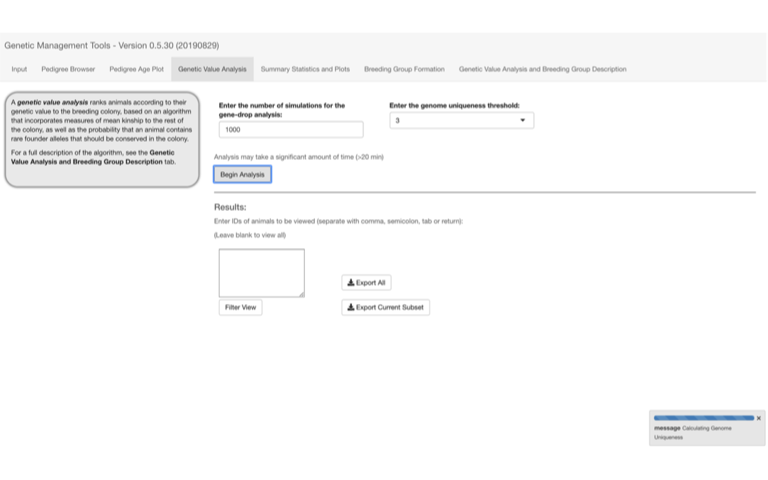 Genetic Management Tools - Version 0.5.30 (20190829)
Input Pedigree Browser Pedigree Age Plot Genetic Value Analysis Summary Statistics and Plots Breeding Group Formation Genetic Value Analysis and Breeding Group Description
A genetic value analysis ranks animals according to their
genetic value to the breeding colony, based on an algorithm
that incorporates measures of mean kinship to the rest of
the colony, as well as the probability that an animal contains
rare founder alleles that should be conserved in the colony.
For a full description of the algorithm, see the Genetic
Value Analysis and Breeding Group Description tab.
Enter the number of simulations for the
gene-drop analysis:
1000
Enter the genome uniqueness threshold:
3
Analysis may take a significant amount of time (>20 min)
Begin Analysis
Results:
Enter IDs of animals to be viewed (separate with comma, semicolon, tab or return):
(Leave blank to view all)
Export All
Filter View
Export Current Subset
message Calculating Genome
Uniqueness